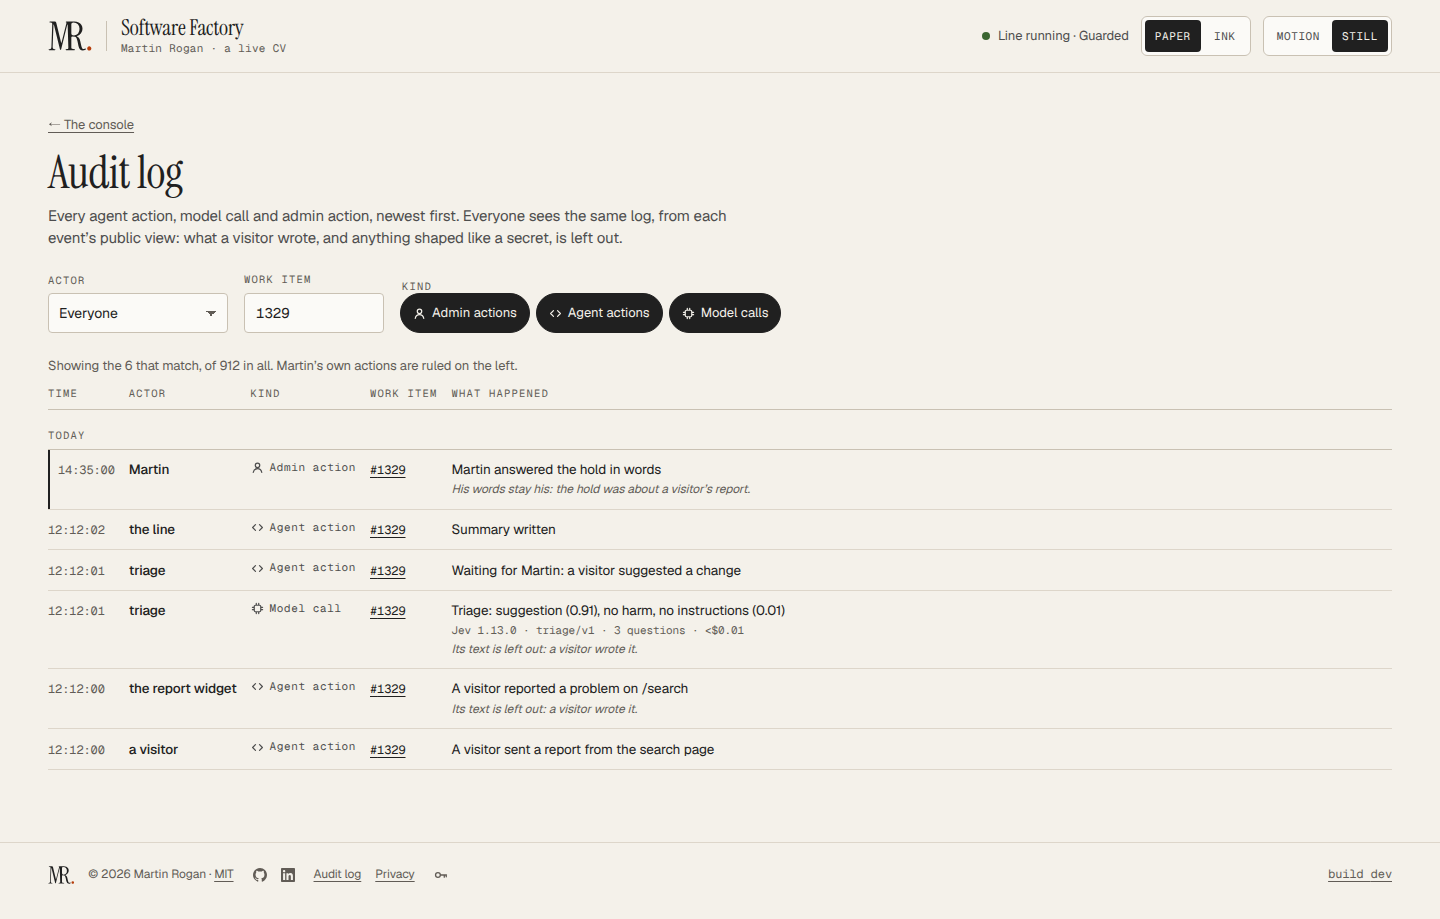 MR.
Software Factory
Martin Rogan · a live CV
Line running · Guarded
PAPER INK
MOTION STILL
← The console
Audit log
Every agent action, model call and admin action, newest first. Everyone sees the same log, from each
event’s public view: what a visitor wrote, and anything shaped like a secret, is left out.
ACTOR WORK ITEM KIND
Everyone 1329 Admin actions Agent actions Model calls
Showing the 6 that match, of 912 in all. Martin’s own actions are ruled on the left.
TIME ACTOR KIND WORK ITEM WHAT HAPPENED
TODAY
14:35:00 Martin Admin action #1329 Martin answered the hold in words
His words stay his: the hold was about a visitor’s report.
12:12:02 the line Agent action #1329 Summary written
12:12:01 triage Agent action #1329 Waiting for Martin: a visitor suggested a change
12:12:01 triage Model call #1329 Triage: suggestion (0.91), no harm, no instructions (0.01)
Jev 1.13.0 · triage/v1 · 3 questions · <$0.01
Its text is left out: a visitor wrote it.
12:12:00 the report widget Agent action #1329 A visitor reported a problem on /search
Its text is left out: a visitor wrote it.
12:12:00 a visitor Agent action #1329 A visitor sent a report from the search page
MR. © 2026 Martin Rogan · MIT Audit log Privacy build dev